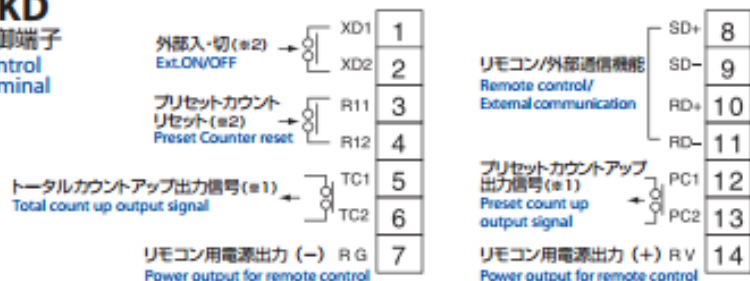 KD
御端子
ntrol
minal
外部入・切(※2)
Ext.ON/OFF
XD1 1
XD2 2
プリセットカウント
リセット(※2)
Preset Counter reset
R11 3
R12 4
トータルカウントアップ出力信号(※1)
Total count up output signal
TC1 5
TC2 6
リモコン用電源出力 (−) RG 7
Power output for remote control
リモコン/外部通信機能
Remote control/
External communication
SD+ 8
SD− 9
RD+ 10
RD− 11
プリセットカウントアップ
出力信号(※1)
Preset count up
output signal
PC1 12
PC2 13
リモコン用電源出力 (+) RV 14
Power output for remote control